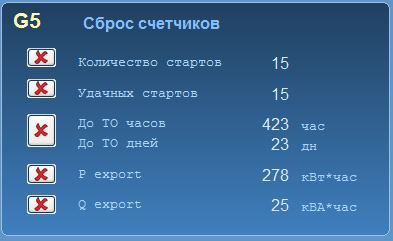 G5 Сброс счетчиков
Количество стартов 15
Удачных стартов 15
До ТО часов 423 час
До ТО дней 23 дн
P export 278 кВт*час
Q export 25 кВА*час